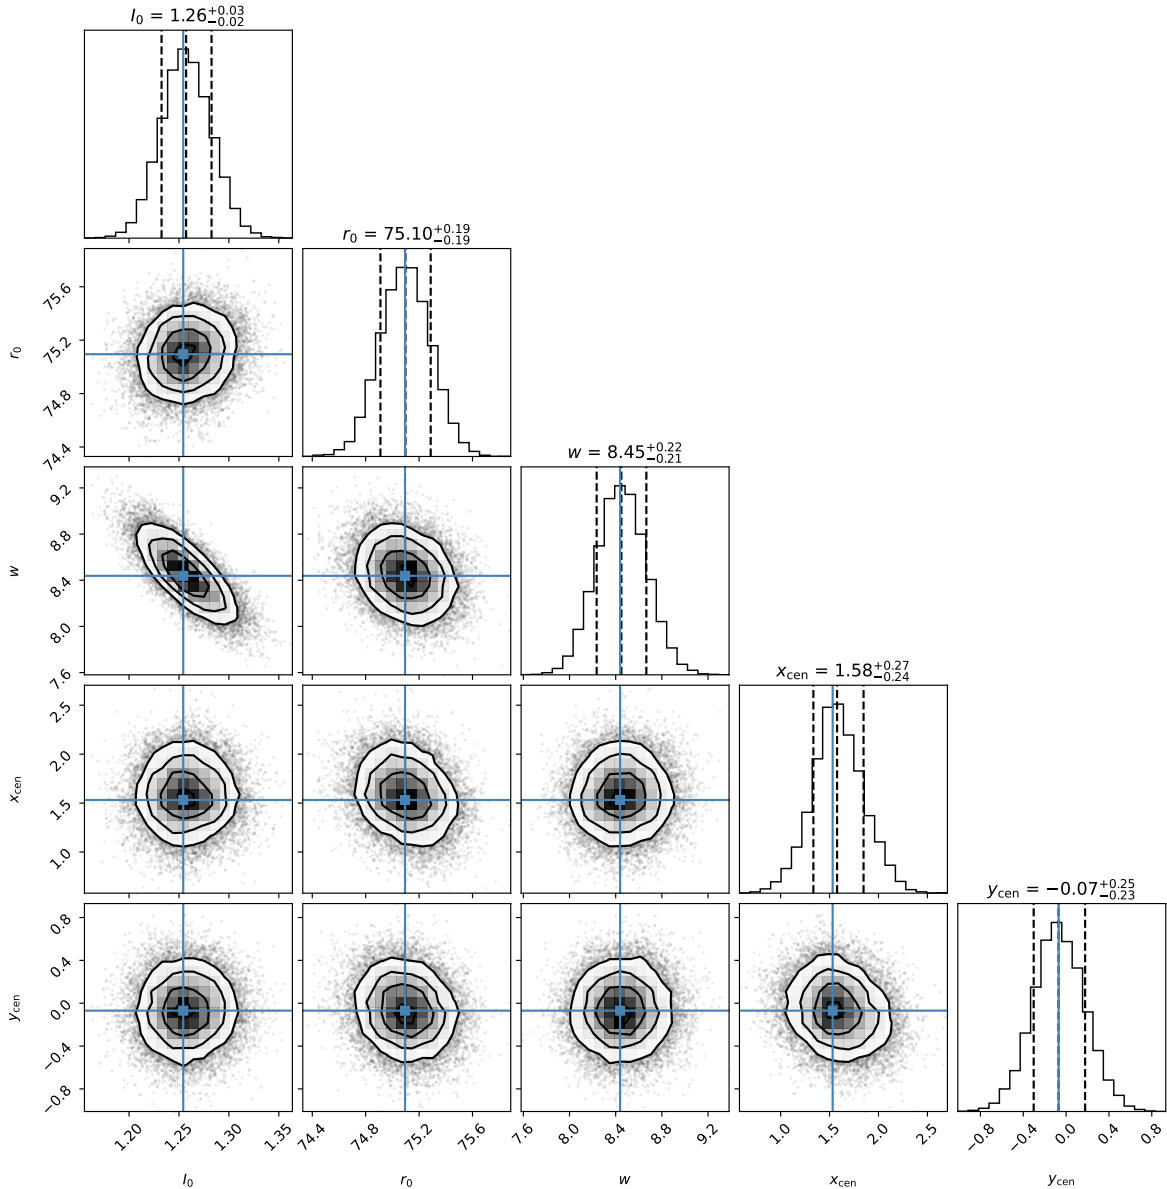 I₀ = 1.26⁺⁰·⁰³₋₀.₀₂
r₀ = 75.10⁺⁰·¹⁹₋₀.₁₉
75.6
75.2
74.8
74.4
r₀
w = 8.45⁺⁰·²²₋₀.₂₁
9.2
8.8
8.4
8.0
7.6
w
x_cen = 1.58⁺⁰·²⁷₋₀.₂₄
2.5
2.0
1.5
1.0
x_cen
y_cen = −0.07⁺⁰·²⁵₋₀.₂₃
0.8
0.4
0.0
−0.4
−0.8
y_cen
1.20 1.25 1.30 1.35 74.4 74.8 75.2 75.6 7.6 8.0 8.4 8.8 9.2 1.0 1.5 2.0 2.5 −0.8 −0.4 0.0 0.4 0.8
I₀ r₀ w x_cen y_cen